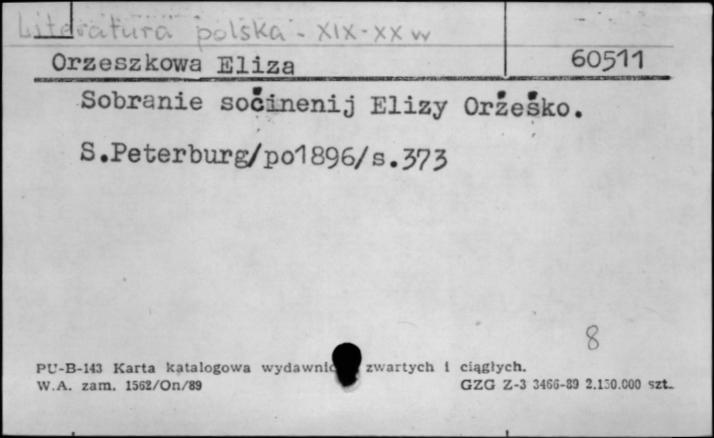 Literatura polska - XIX-XX w
Orzeszkowa Eliza 60511
Sobranie sočinenij Elizy Oržeško.
S.Peterburg/po1896/s.373
8
PU-B-143 Karta katalogowa zwartych i ciągłych.
W.A. zam. 1562/On/89 GZG Z-3 3466-89 2.150.000 szt.